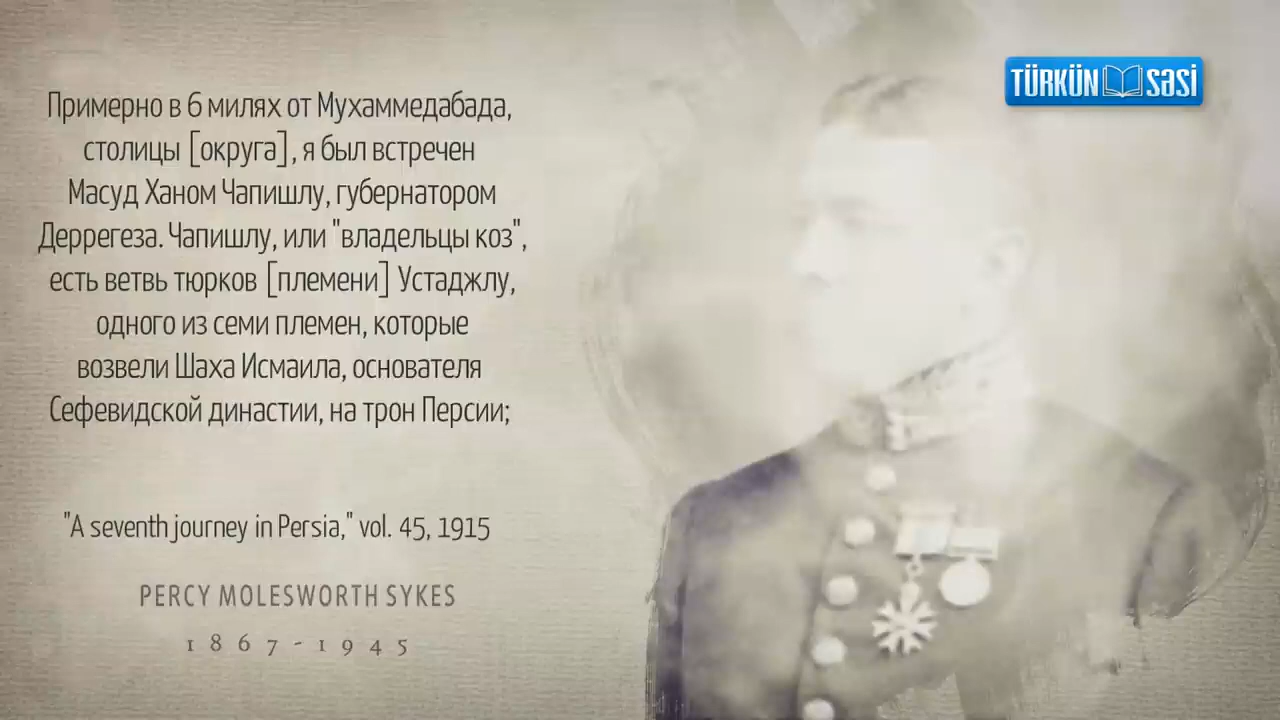 TÜRKÜN SƏSİ
Примерно в 6 милях от Мухаммедабада,
столицы [округа], я был встречен
Масуд Ханом Чапишлу, губернатором
Деррегеза. Чапишлу, или "владельцы коз",
есть ветвь тюрков [племени] Устаджлу,
одного из семи племен, которые
возвели Шаха Исмаила, основателя
Сефевидской династии, на трон Персии;
"A seventh journey in Persia," vol. 45, 1915
PERCY MOLESWORTH SYKES
1867-1945